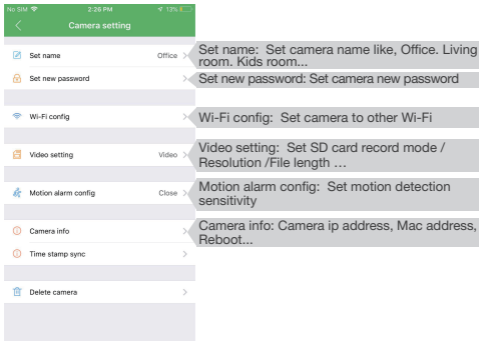 No SIM 2:26 PM 13%
Camera setting
Set name Office
Set name: Set camera name like, Office. Living
room. Kids room...
Set new password
Set new password: Set camera new password
Wi-Fi config
Wi-Fi config: Set camera to other Wi-Fi
Video setting Video
Video setting: Set SD card record mode /
Resolution /File length ...
Motion alarm config Close
Motion alarm config: Set motion detection
sensitivity
Camera info
Camera info: Camera ip address, Mac address,
Reboot...
Time stamp sync
Delete camera